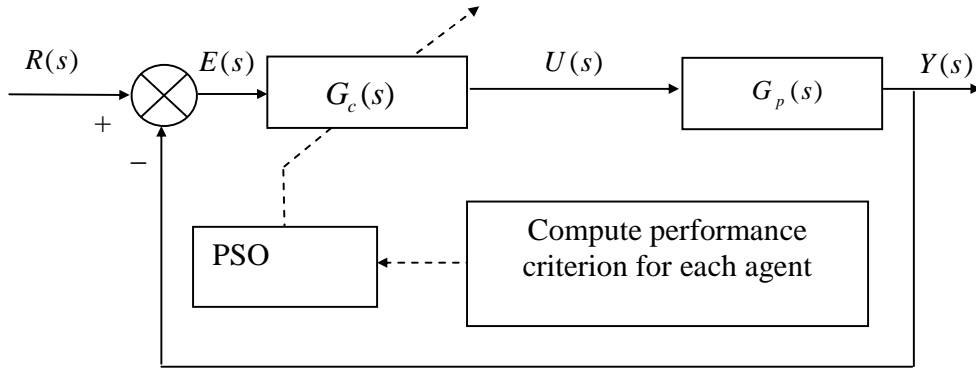 R(s)
E(s)
G_c(s)
U(s)
G_p(s)
Y(s)
+
−
PSO
Compute performance
criterion for each agent